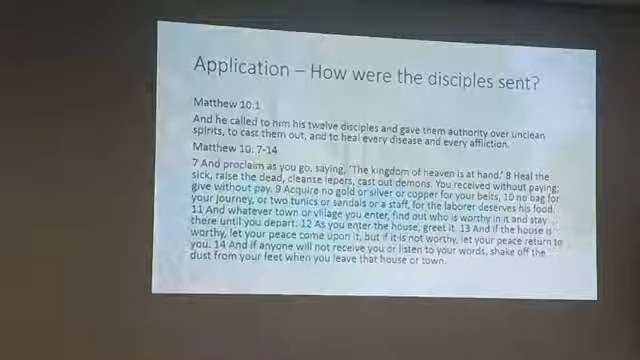 Application – How were the disciples sent?
Matthew 10:1
And he called to him his twelve disciples and gave them authority over unclean
spirits, to cast them out, and to heal every disease and every affliction.
Matthew 10: 7-14
7 And proclaim as you go, saying, 'The kingdom of heaven is at hand.' 8 Heal the
sick, raise the dead, cleanse lepers, cast out demons. You received without paying;
give without pay. 9 Acquire no gold or silver or copper for your belts, 10 no bag for
your journey, or two tunics or sandals or a staff, for the laborer deserves his food.
11 And whatever town or village you enter, find out who is worthy in it and stay
there until you depart. 12 As you enter the house, greet it. 13 And if the house is
worthy, let your peace come upon it, but if it is not worthy, let your peace return to
you. 14 And if anyone will not receive you or listen to your words, shake off the
dust from your feet when you leave that house or town.